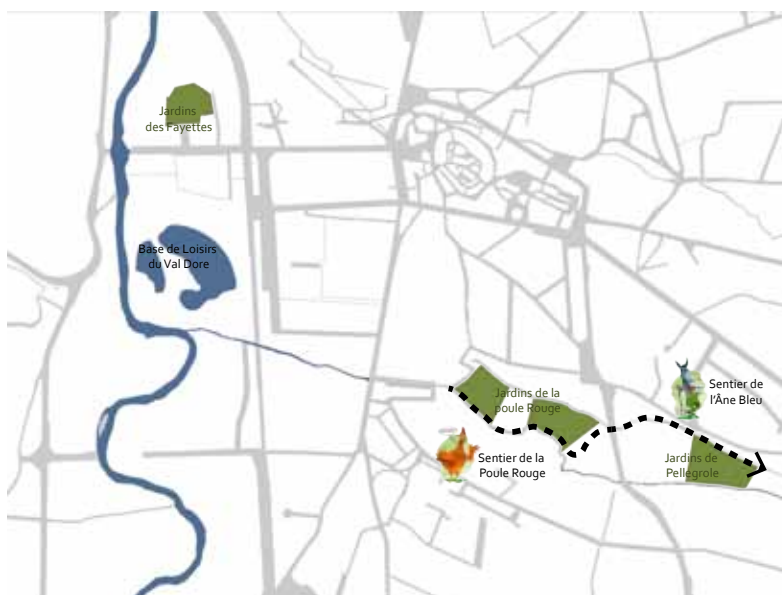 Jardins
des Fayettes
Base de Loisirs
du Val Dore
Jardins de la
poule Rouge
Sentier de
l'Âne Bleu
Sentier de la
Poule Rouge
Jardins de
Pellegrole